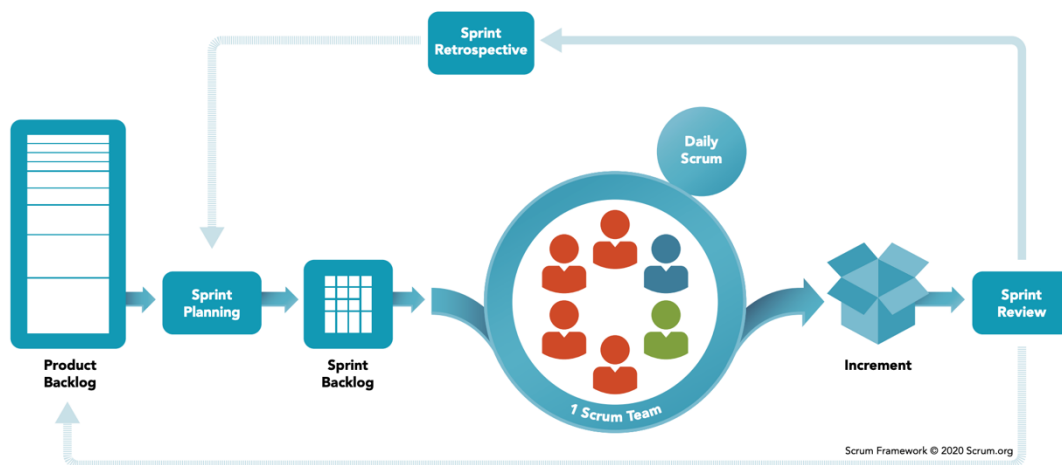 Sprint
Retrospective
Daily
Scrum
Sprint
Planning
Sprint
Review
Product
Backlog
Sprint
Backlog
Increment
1 Scrum Team
Scrum Framework © 2020 Scrum.org